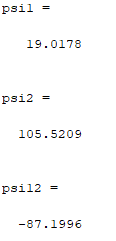 psi1 =
19.0178
psi2 =
105.5209
psi12 =
-87.1996